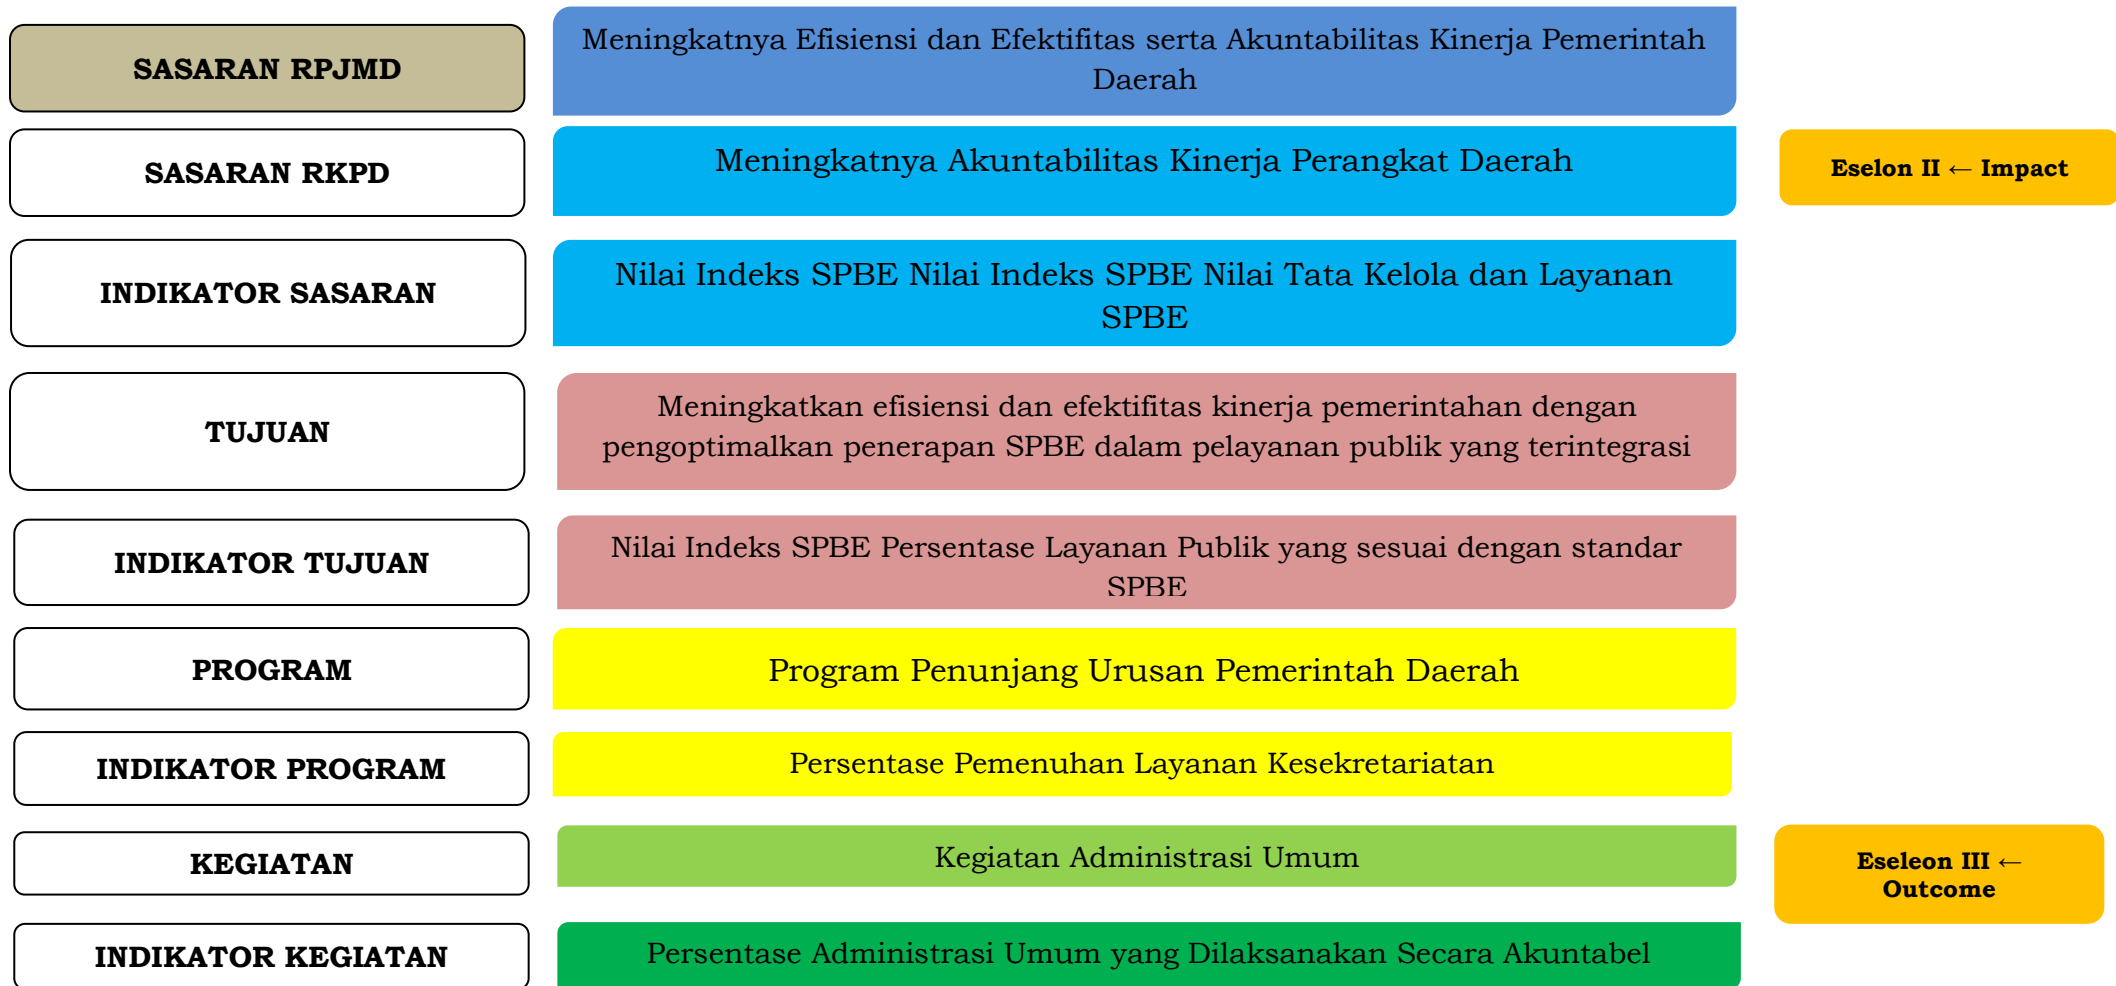 SASARAN RPJMD
Meningkatnya Efisiensi dan Efektifitas serta Akuntabilitas Kinerja Pemerintah
Daerah
SASARAN RKPD
Meningkatnya Akuntabilitas Kinerja Perangkat Daerah
Eselon II ← Impact
INDIKATOR SASARAN
Nilai Indeks SPBE Nilai Indeks SPBE Nilai Tata Kelola dan Layanan
SPBE
TUJUAN
Meningkatkan efisiensi dan efektifitas kinerja pemerintahan dengan
pengoptimalkan penerapan SPBE dalam pelayanan publik yang terintegrasi
INDIKATOR TUJUAN
Nilai Indeks SPBE Persentase Layanan Publik yang sesuai dengan standar
SPBE
PROGRAM
Program Penunjang Urusan Pemerintah Daerah
INDIKATOR PROGRAM
Persentase Pemenuhan Layanan Kesekretariatan
KEGIATAN
Kegiatan Administrasi Umum
Eseleon III ←
Outcome
INDIKATOR KEGIATAN
Persentase Administrasi Umum yang Dilaksanakan Secara Akuntabel